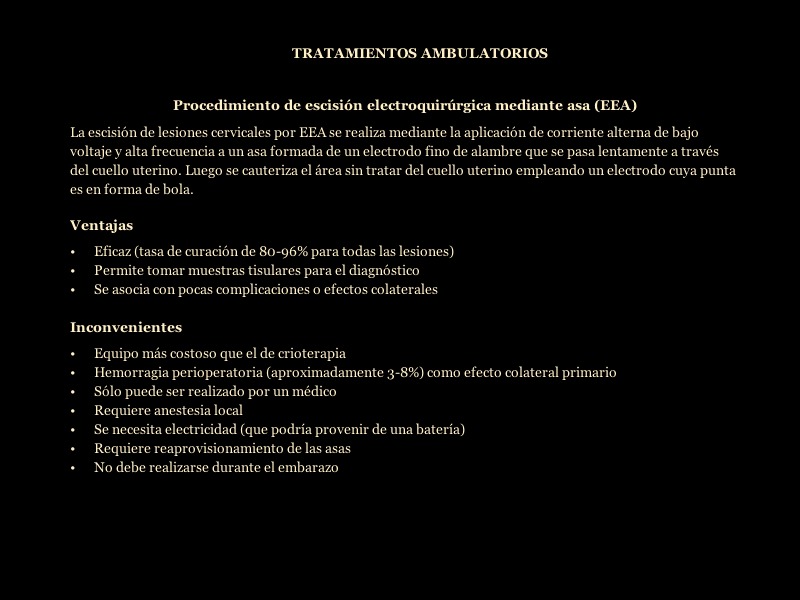 TRATAMIENTOS AMBULATORIOS
Procedimiento de escisión electroquirúrgica mediante asa (EEA)
La escisión de lesiones cervicales por EEA se realiza mediante la aplicación de corriente alterna de bajo
voltaje y alta frecuencia a un asa formada de un electrodo fino de alambre que se pasa lentamente a través
del cuello uterino. Luego se cauteriza el área sin tratar del cuello uterino empleando un electrodo cuya punta
es en forma de bola.
Ventajas
• Eficaz (tasa de curación de 80-96% para todas las lesiones)
• Permite tomar muestras tisulares para el diagnóstico
• Se asocia con pocas complicaciones o efectos colaterales
Inconvenientes
• Equipo más costoso que el de crioterapia
• Hemorragia perioperatoria (aproximadamente 3-8%) como efecto colateral primario
• Sólo puede ser realizado por un médico
• Requiere anestesia local
• Se necesita electricidad (que podría provenir de una batería)
• Requiere reaprovisionamiento de las asas
• No debe realizarse durante el embarazo